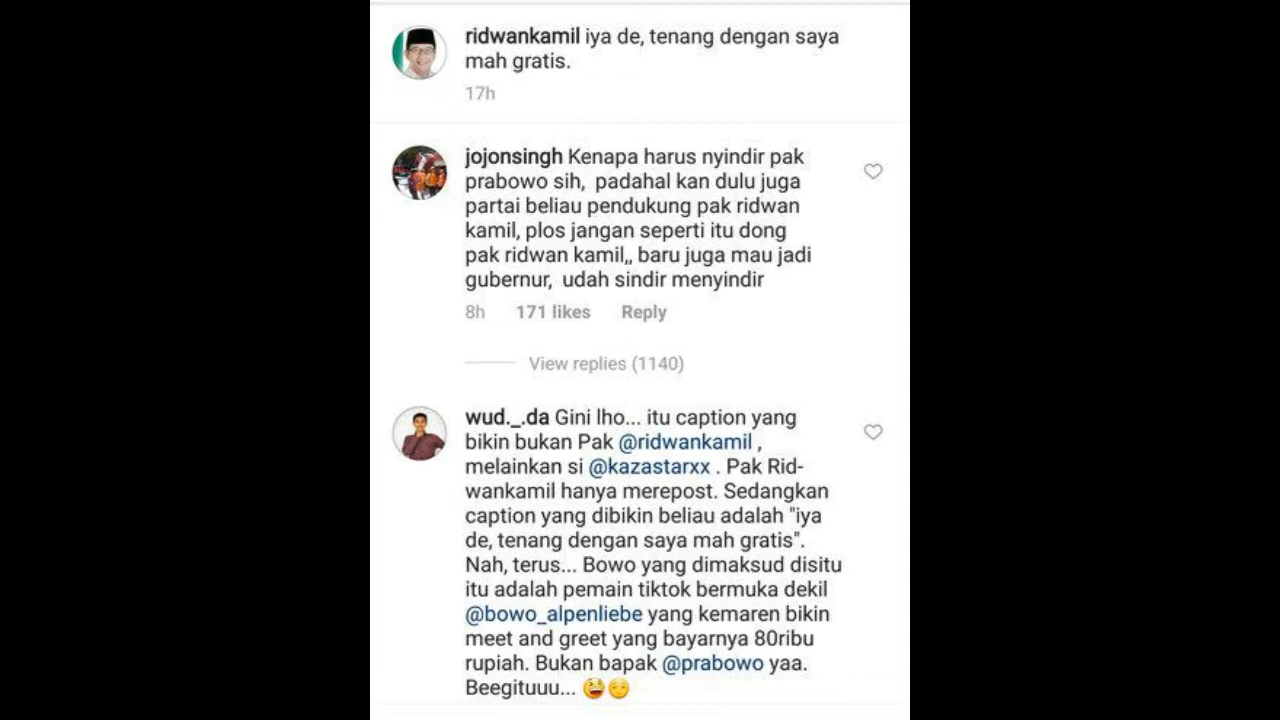 ridwankamil iya de, tenang dengan saya
mah gratis.
17h
jojonsingh Kenapa harus nyindir pak
prabowo sih, padahal kan dulu juga
partai beliau pendukung pak ridwan
kamil, plos jangan seperti itu dong
pak ridwan kamil,, baru juga mau jadi
gubernur, udah sindir menyindir
8h 171 likes Reply
View replies (1140)
wud._.da Gini lho... itu caption yang
bikin bukan Pak @ridwankamil ,
melainkan si @kazastarxx . Pak Rid-
wankamil hanya merepost. Sedangkan
caption yang dibikin beliau adalah "iya
de, tenang dengan saya mah gratis".
Nah, terus... Bowo yang dimaksud disitu
itu adalah pemain tiktok bermuka dekil
@bowo_alpenliebe yang kemaren bikin
meet and greet yang bayarnya 80ribu
rupiah. Bukan bapak @prabowo yaa.
Beegituuu... 😆😌